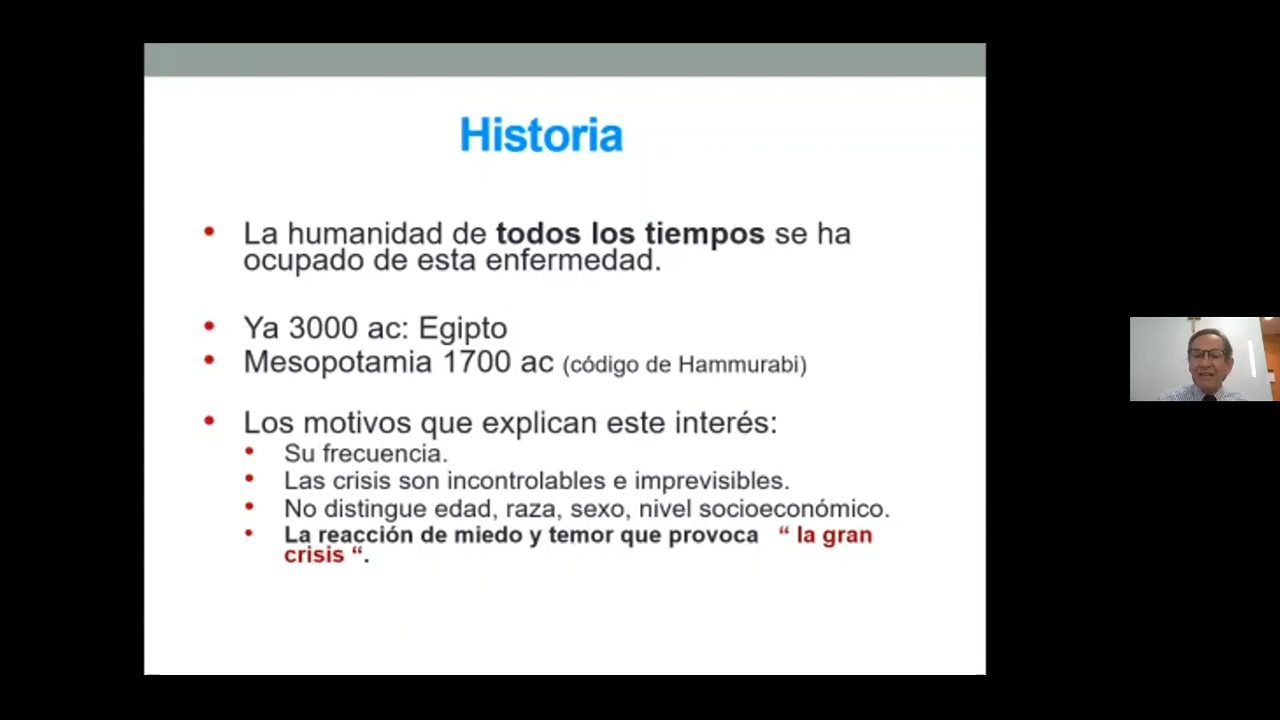 Historia
• La humanidad de todos los tiempos se ha
ocupado de esta enfermedad.
• Ya 3000 ac: Egipto
• Mesopotamia 1700 ac (código de Hammurabi)
• Los motivos que explican este interés:
• Su frecuencia.
• Las crisis son incontrolables e imprevisibles.
• No distingue edad, raza, sexo, nivel socioeconómico.
• La reacción de miedo y temor que provoca “ la gran
crisis “.